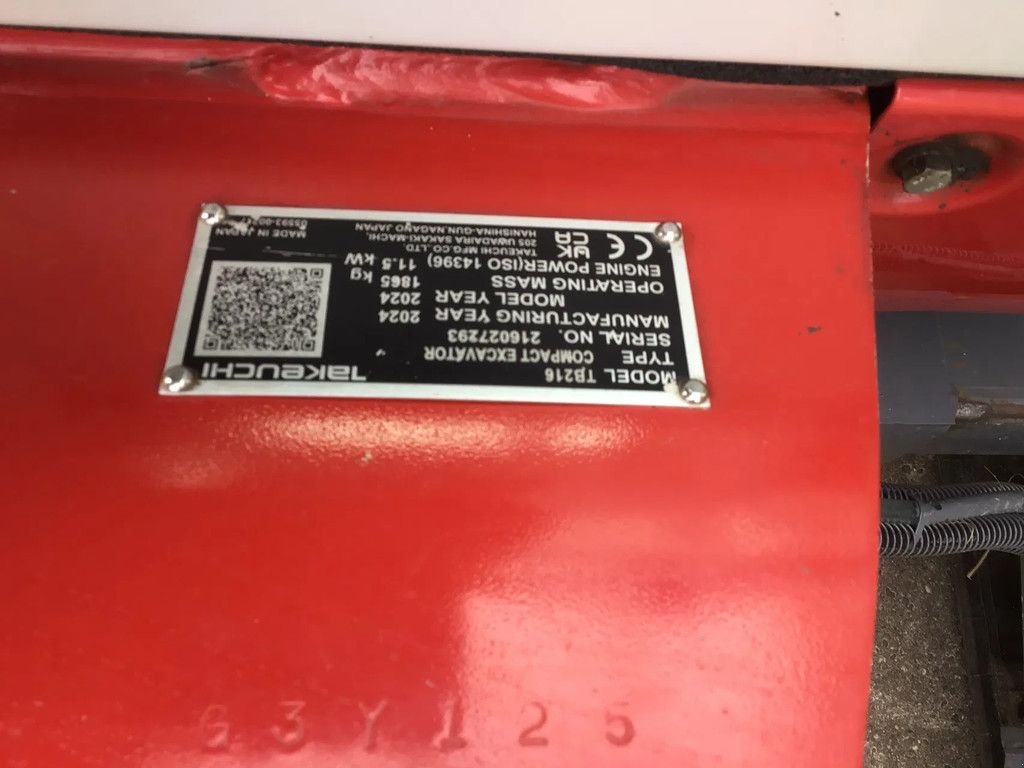 MODEL TB216
TAKEUCHI
TYPE COMPACT EXCAVATOR
SERIAL NO. 216027293
MANUFACTURING YEAR 2024
MODEL YEAR 2024
OPERATING MASS 1865 kg
ENGINE POWER(ISO 14396) 11.5 kW
CE UK CA
TAKEUCHI MFG.CO.,LTD.
205 UWADAIRA SAKAKI-MACHI,
HANISHINA-GUN,NAGANO JAPAN
MADE IN JAPAN
G3Y125